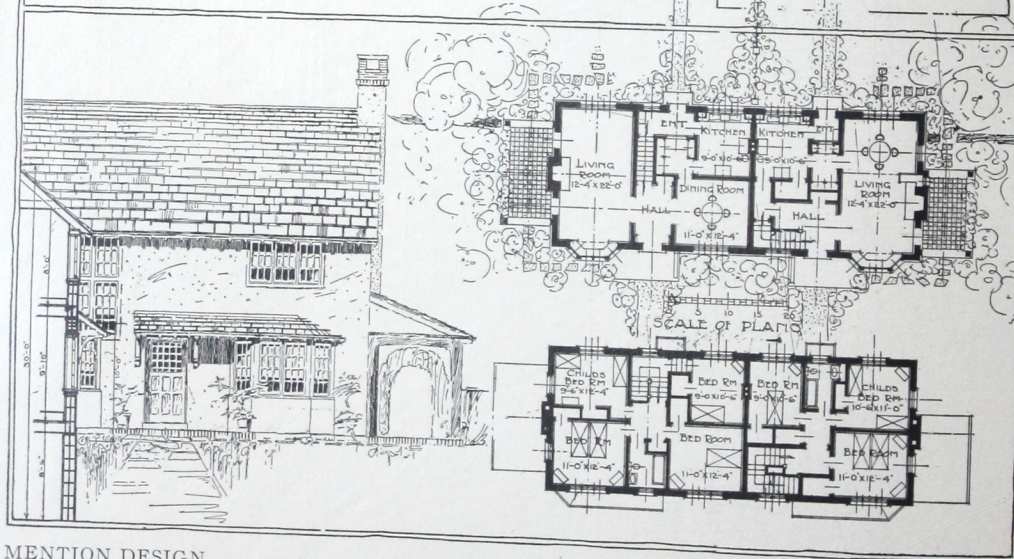 ENT.
KITCHEN
9'-0"X10'-6"
KITCHEN
9'-0"X10'-6"
ENT.
LIVING
ROOM
12'-4"X22'-0"
DINING ROOM
11'-0"X12'-4"
HALL
HALL
LIVING
ROOM
12'-4"X22'-0"
5 10 15 20
SCALE of PLANS
CHILDS
BED RM
9'-6"X12'-4"
BED RM
9'-0"X10'-6"
BED RM
9'-0"X10'-6"
CHILDS
BED RM
10'-6"X11'-0"
BED RM
11'-0"X12'-4"
BED ROOM
11'-0"X12'-4"
BED ROOM
11'-0"X12'-4"
MENTION DESIGN